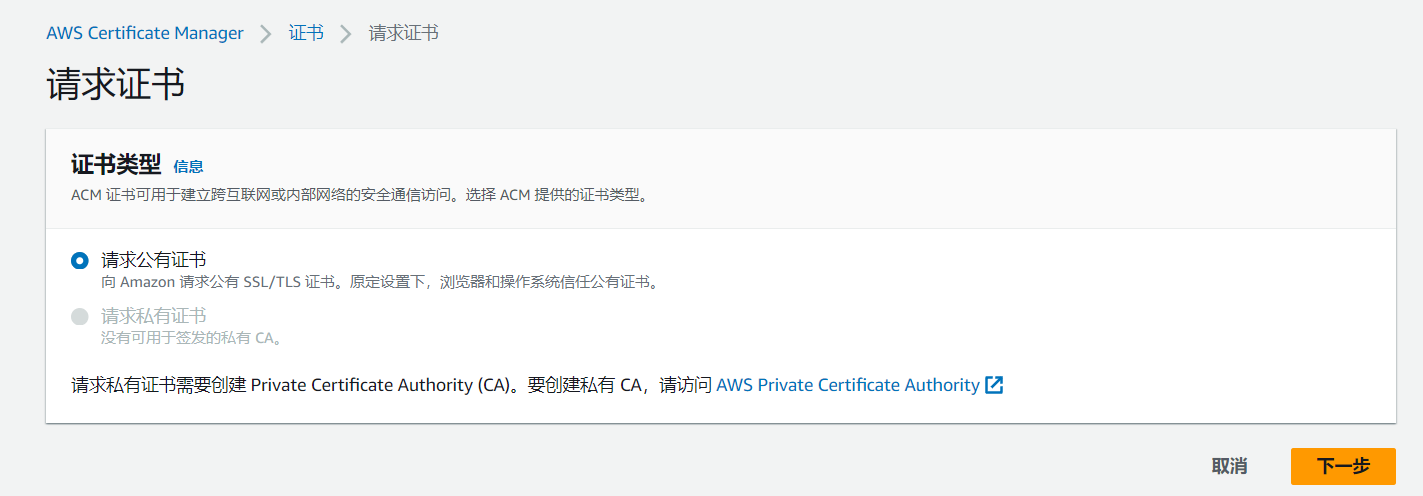 AWS Certificate Manager > 证书 > 请求证书
请求证书
证书类型 信息
ACM 证书可用于建立跨互联网或内部网络的安全通信访问。选择 ACM 提供的证书类型。
请求公有证书
向 Amazon 请求公有 SSL/TLS 证书。原定设置下，浏览器和操作系统信任公有证书。
请求私有证书
没有可用于签发的私有 CA。
请求私有证书需要创建 Private Certificate Authority (CA)。要创建私有 CA，请访问 AWS Private Certificate Authority
取消 下一步